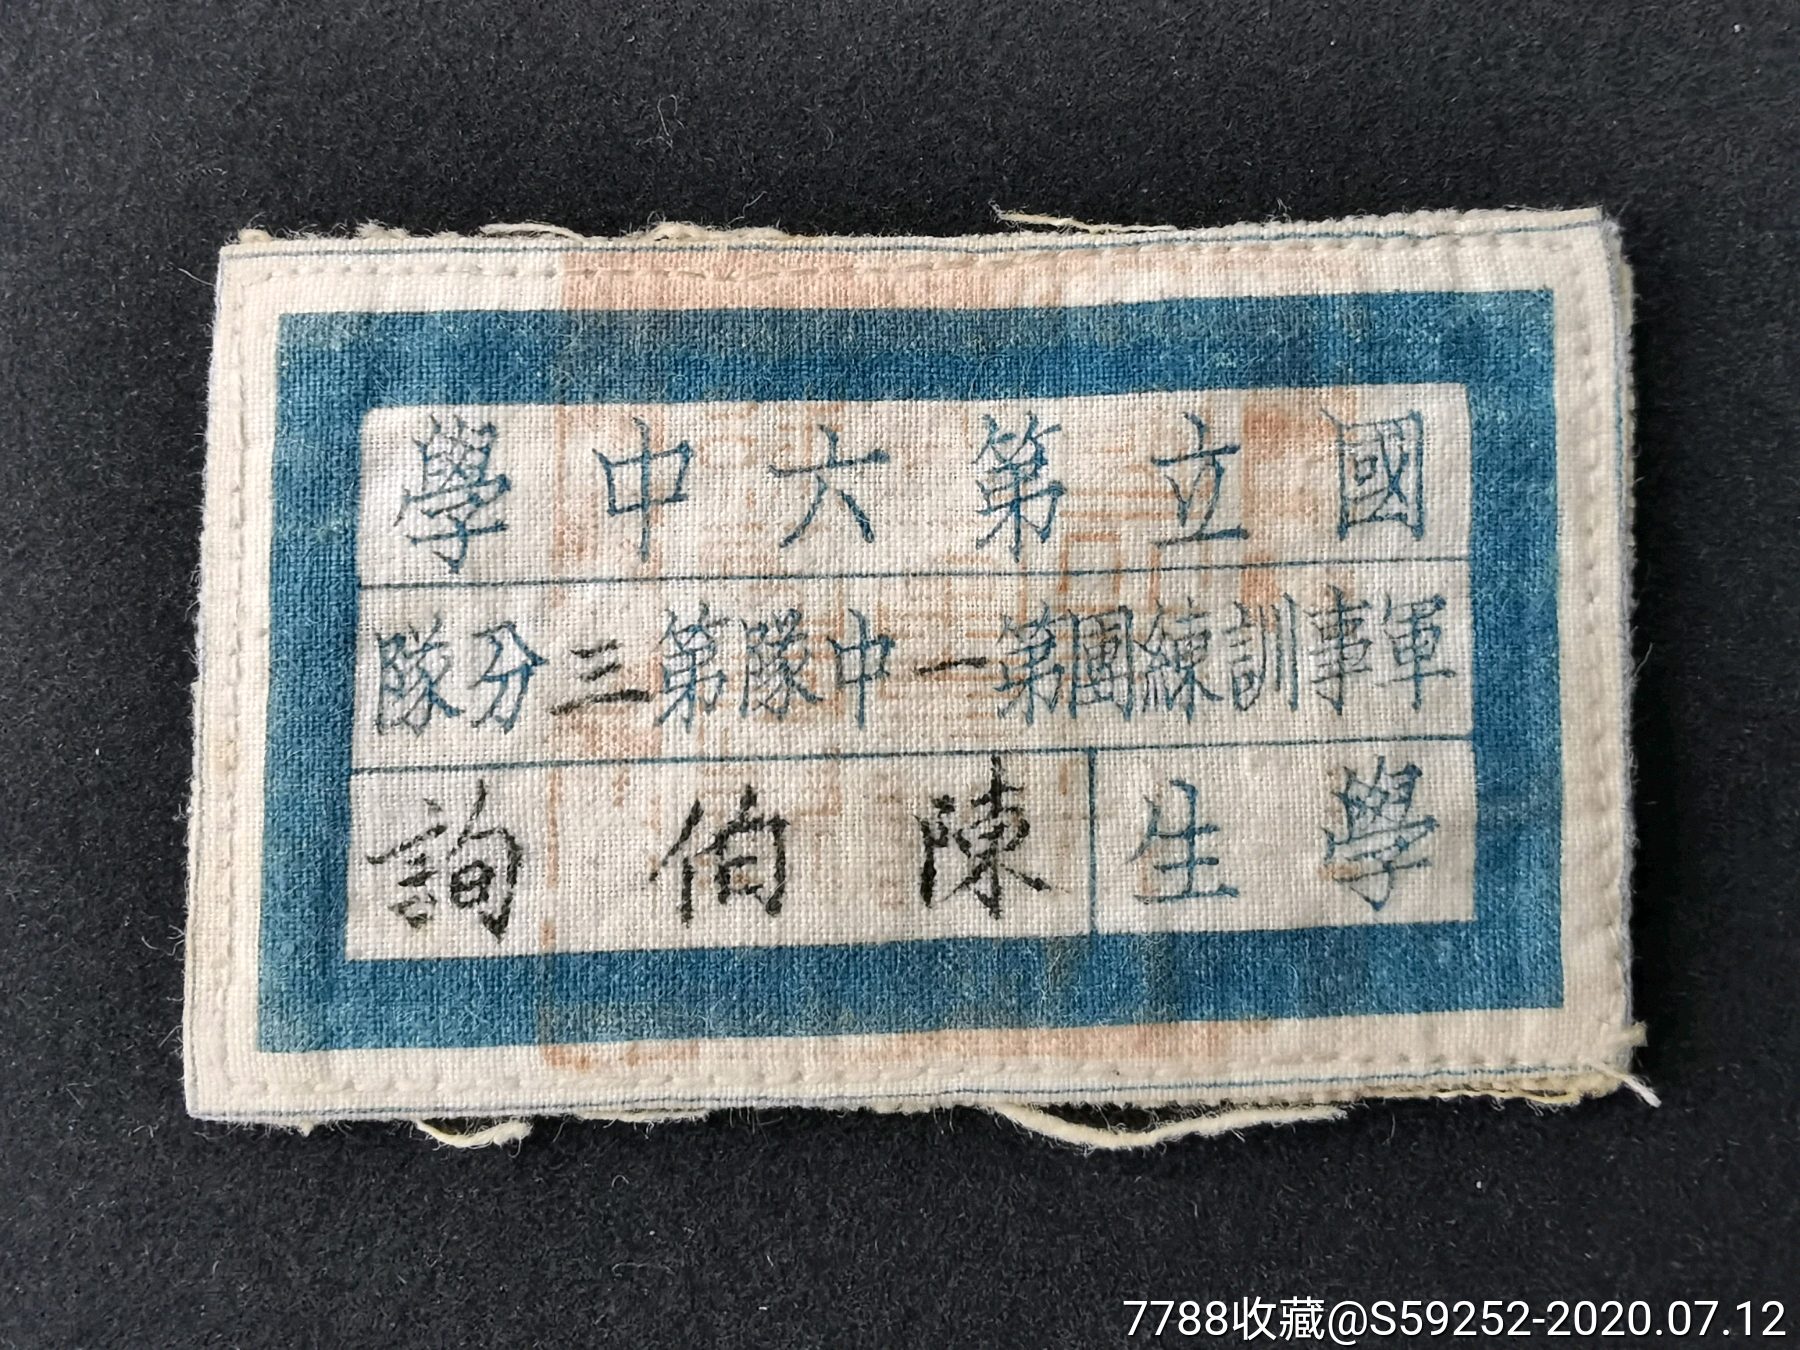 國立第六中學
軍事訓練團第一中隊第三分隊
學生 陳伯詢
7788收藏@S59252-2020.07.12